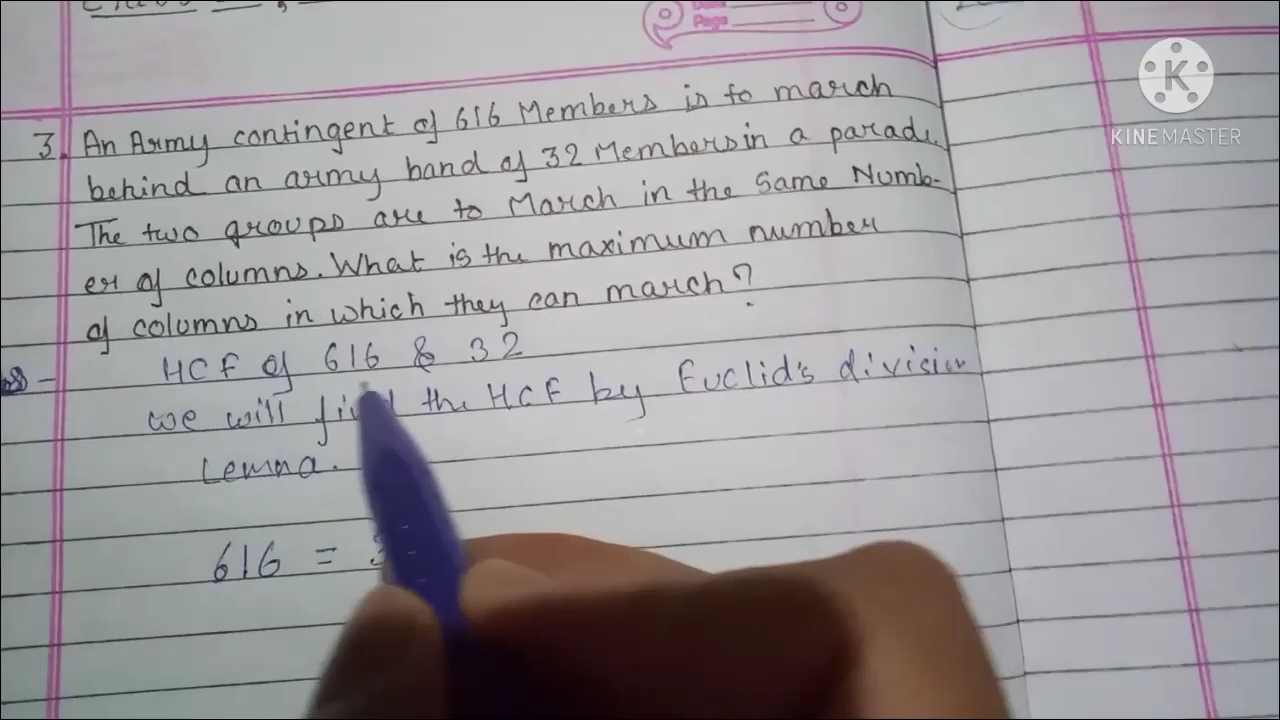 Page
KINEMASTER
3. An Army contingent of 616 Members is to march
behind an army band of 32 Members in a parade.
The two groups are to March in the Same Numb-
er of columns. What is the maximum number
of columns in which they can march?
HCF of 616 & 32
we will find the HCF by Euclid's division
Lemma.
616 = 3